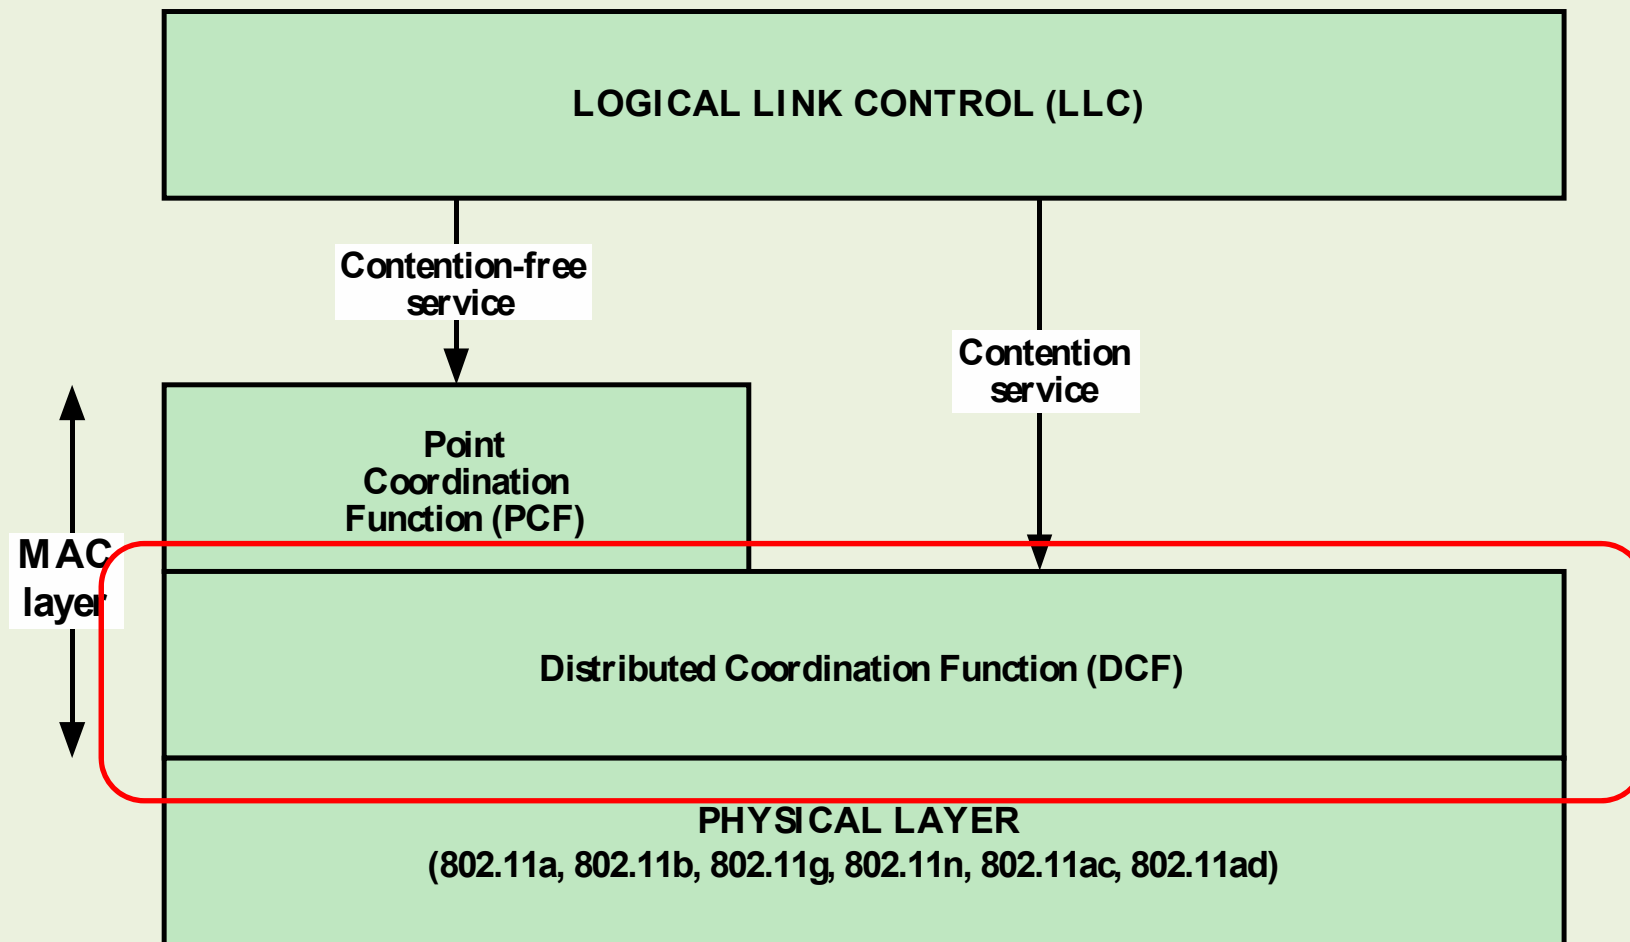 LOGICAL LINK CONTROL (LLC)
Contention-free
service
Contention
service
Point
Coordination
Function (PCF)
MAC
layer
Distributed Coordination Function (DCF)
PHYSICAL LAYER
(802.11a, 802.11b, 802.11g, 802.11n, 802.11ac, 802.11ad)